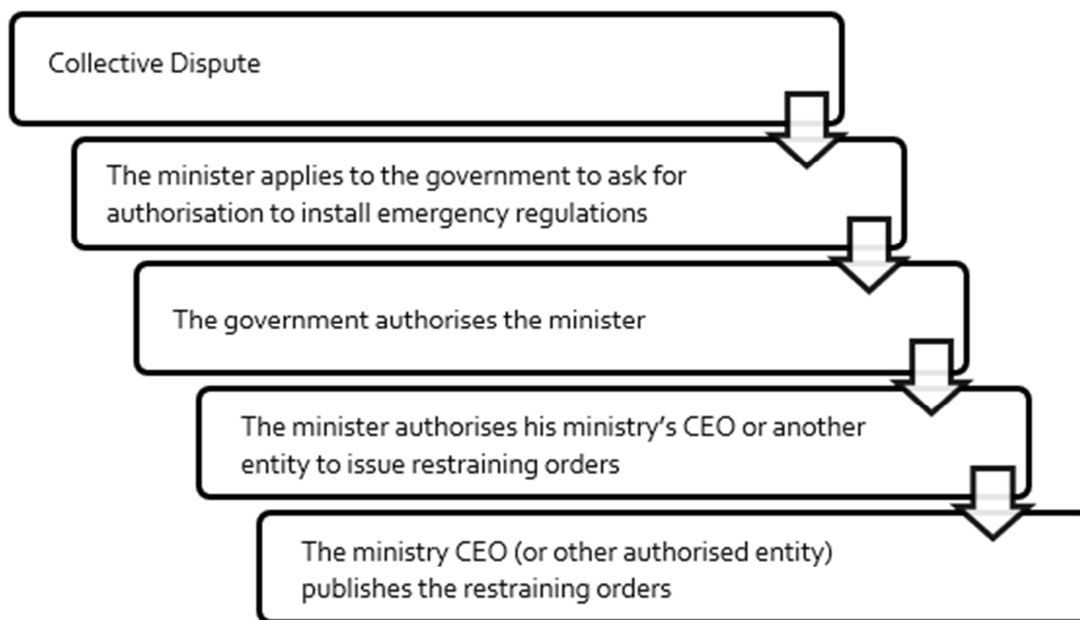 Collective Dispute
The minister applies to the government to ask for
authorisation to install emergency regulations
The government authorises the minister
The minister authorises his ministry's CEO or another
entity to issue restraining orders
The ministry CEO (or other authorised entity)
publishes the restraining orders